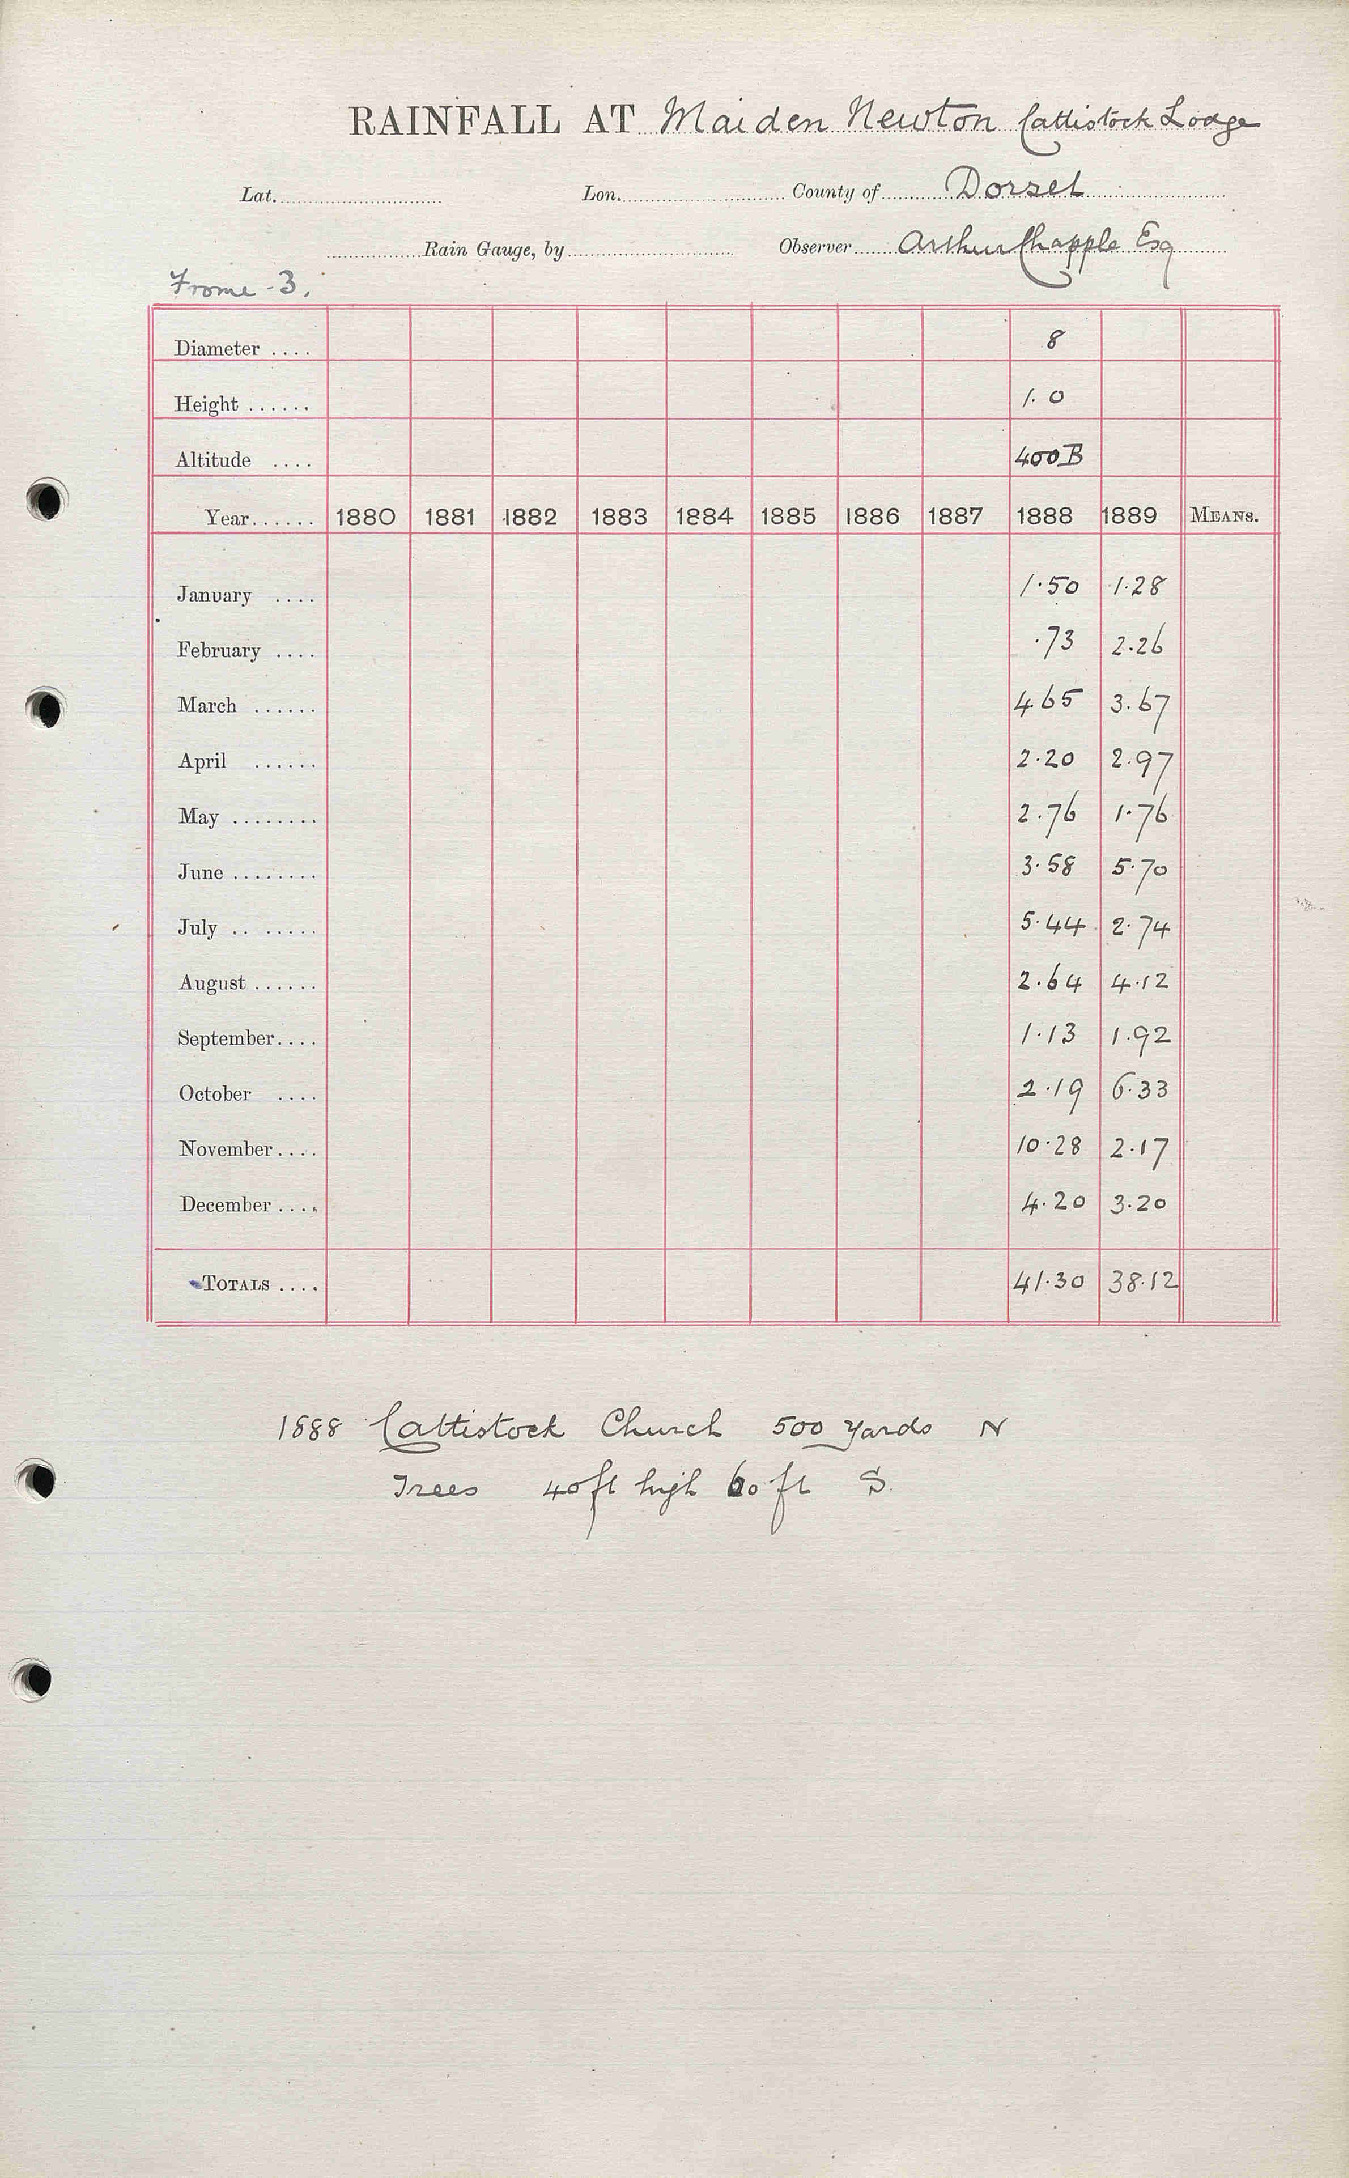 RAINFALL AT Maiden Newton Cattistock Lodge
Lat. Lon. County of Dorset
Rain Gauge, by Observer Arthur Chapple Esq
Frome - 3.
Diameter .... 8
Height ...... 1.0
Altitude .... 400 B
Year...... 1880 1881 1882 1883 1884 1885 1886 1887 1888 1889 MEANS.
January .... 1.50 1.28
February .... .73 2.26
March ...... 4.65 3.67
April ...... 2.20 2.97
May ........ 2.76 1.76
June ........ 3.58 5.70
July .. ..... 5.44 2.74
August ...... 2.64 4.12
September.... 1.13 1.92
October .... 2.19 6.33
November.... 10.28 2.17
December .... 4.20 3.20
TOTALS .... 41.30 38.12
1888 Cattistock Church 500 yards N
Trees 40 ft high 60 ft S.